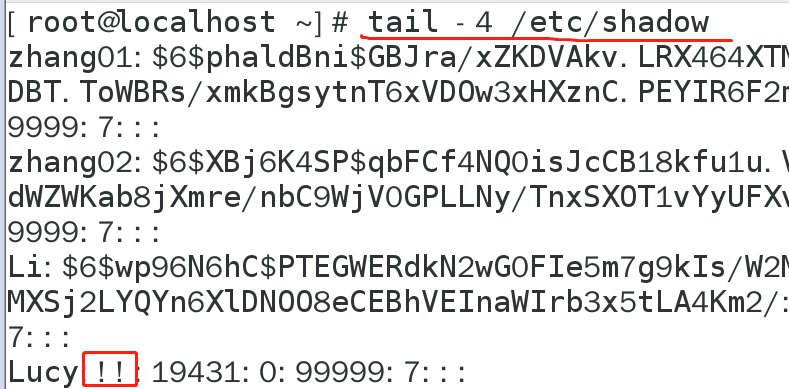 [ root@localhost ~] # tail - 4 /etc/shadow
zhang01: $6$phaldBni$GBJra/xZKDVAkv. LRX464XTM
DBT. ToWBRs/xmkBgsytnT6xVDOw3xHXznC. PEYIR6F2m
9999: 7: : :
zhang02: $6$XBj6K4SP$qbFCf4NQ0isJcCB18kfu1u. V
dWZWKab8jXmre/nbC9WjV0GPLLNy/TnxSXOT1vYyUFXv
9999: 7: : :
Li: $6$wp96N6hC$PTEGWERdkN2wG0FIe5m7g9kIs/W2M
MXSj2LYQYn6XlDNOO8eCEBhVEInaWIrb3x5tLA4Km2/:
7: : :
Lucy: !!: 19431: 0: 99999: 7: : :